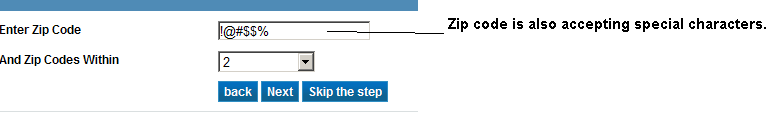 Enter Zip Code
!@#$$%
Zip code is also accepting special characters.
And Zip Codes Within
2
back
Next
Skip the step